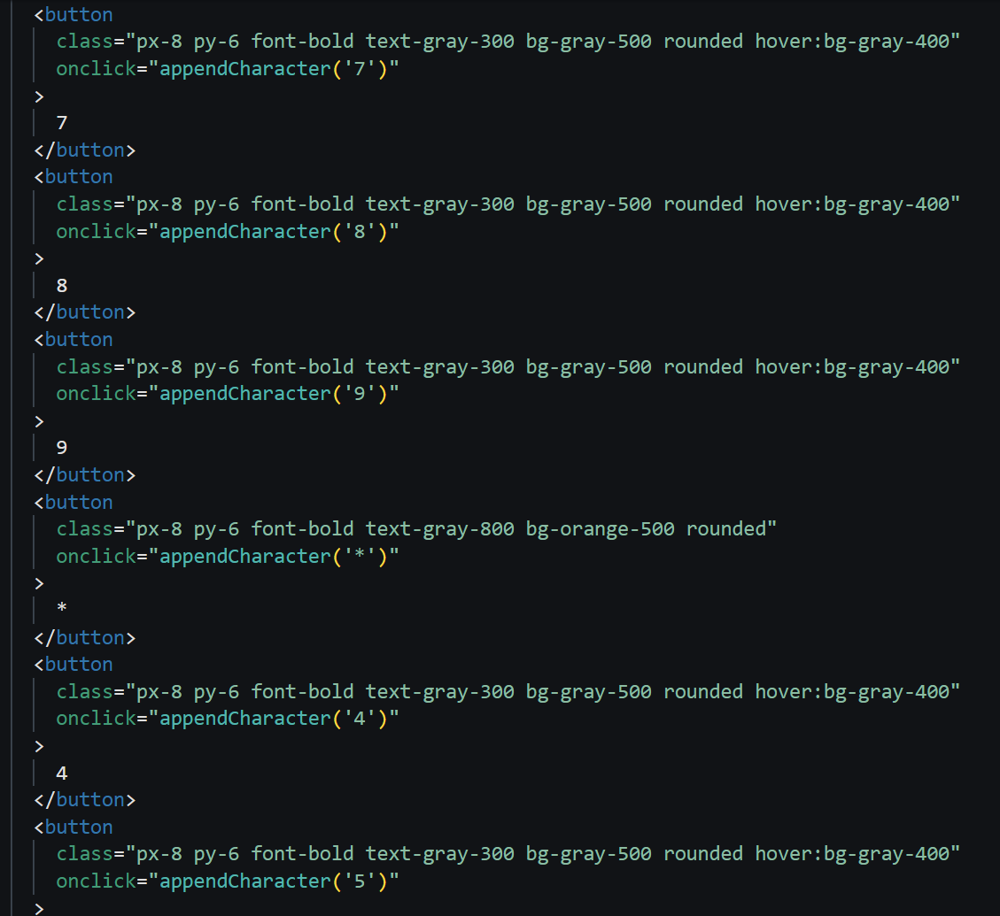 <button
class="px-8 py-6 font-bold text-gray-300 bg-gray-500 rounded hover:bg-gray-400"
onclick="appendCharacter('7')"
>
7
</button>
<button
class="px-8 py-6 font-bold text-gray-300 bg-gray-500 rounded hover:bg-gray-400"
onclick="appendCharacter('8')"
>
8
</button>
<button
class="px-8 py-6 font-bold text-gray-300 bg-gray-500 rounded hover:bg-gray-400"
onclick="appendCharacter('9')"
>
9
</button>
<button
class="px-8 py-6 font-bold text-gray-800 bg-orange-500 rounded"
onclick="appendCharacter('*')"
>
*
</button>
<button
class="px-8 py-6 font-bold text-gray-300 bg-gray-500 rounded hover:bg-gray-400"
onclick="appendCharacter('4')"
>
4
</button>
<button
class="px-8 py-6 font-bold text-gray-300 bg-gray-500 rounded hover:bg-gray-400"
onclick="appendCharacter('5')"
>